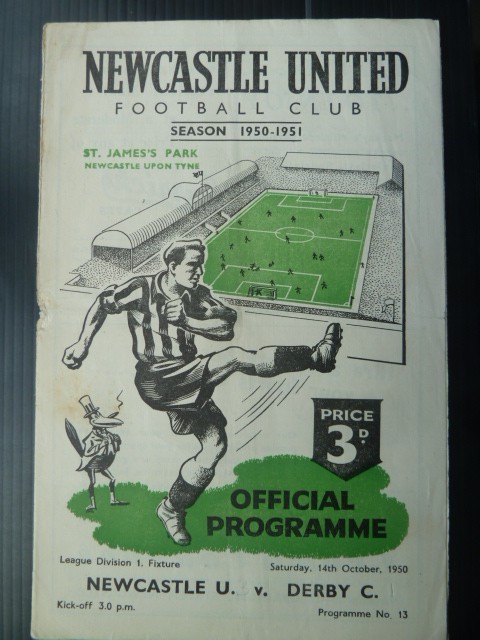 NEWCASTLE UNITED
FOOTBALL CLUB
SEASON 1950-1951
ST. JAMES'S PARK
NEWCASTLE UPON TYNE
PRICE
3D.
OFFICIAL
PROGRAMME
League Division 1. Fixture
Saturday, 14th October, 1950
NEWCASTLE U. v. DERBY C.
Kick-off 3.0 p.m.
Programme No. 13